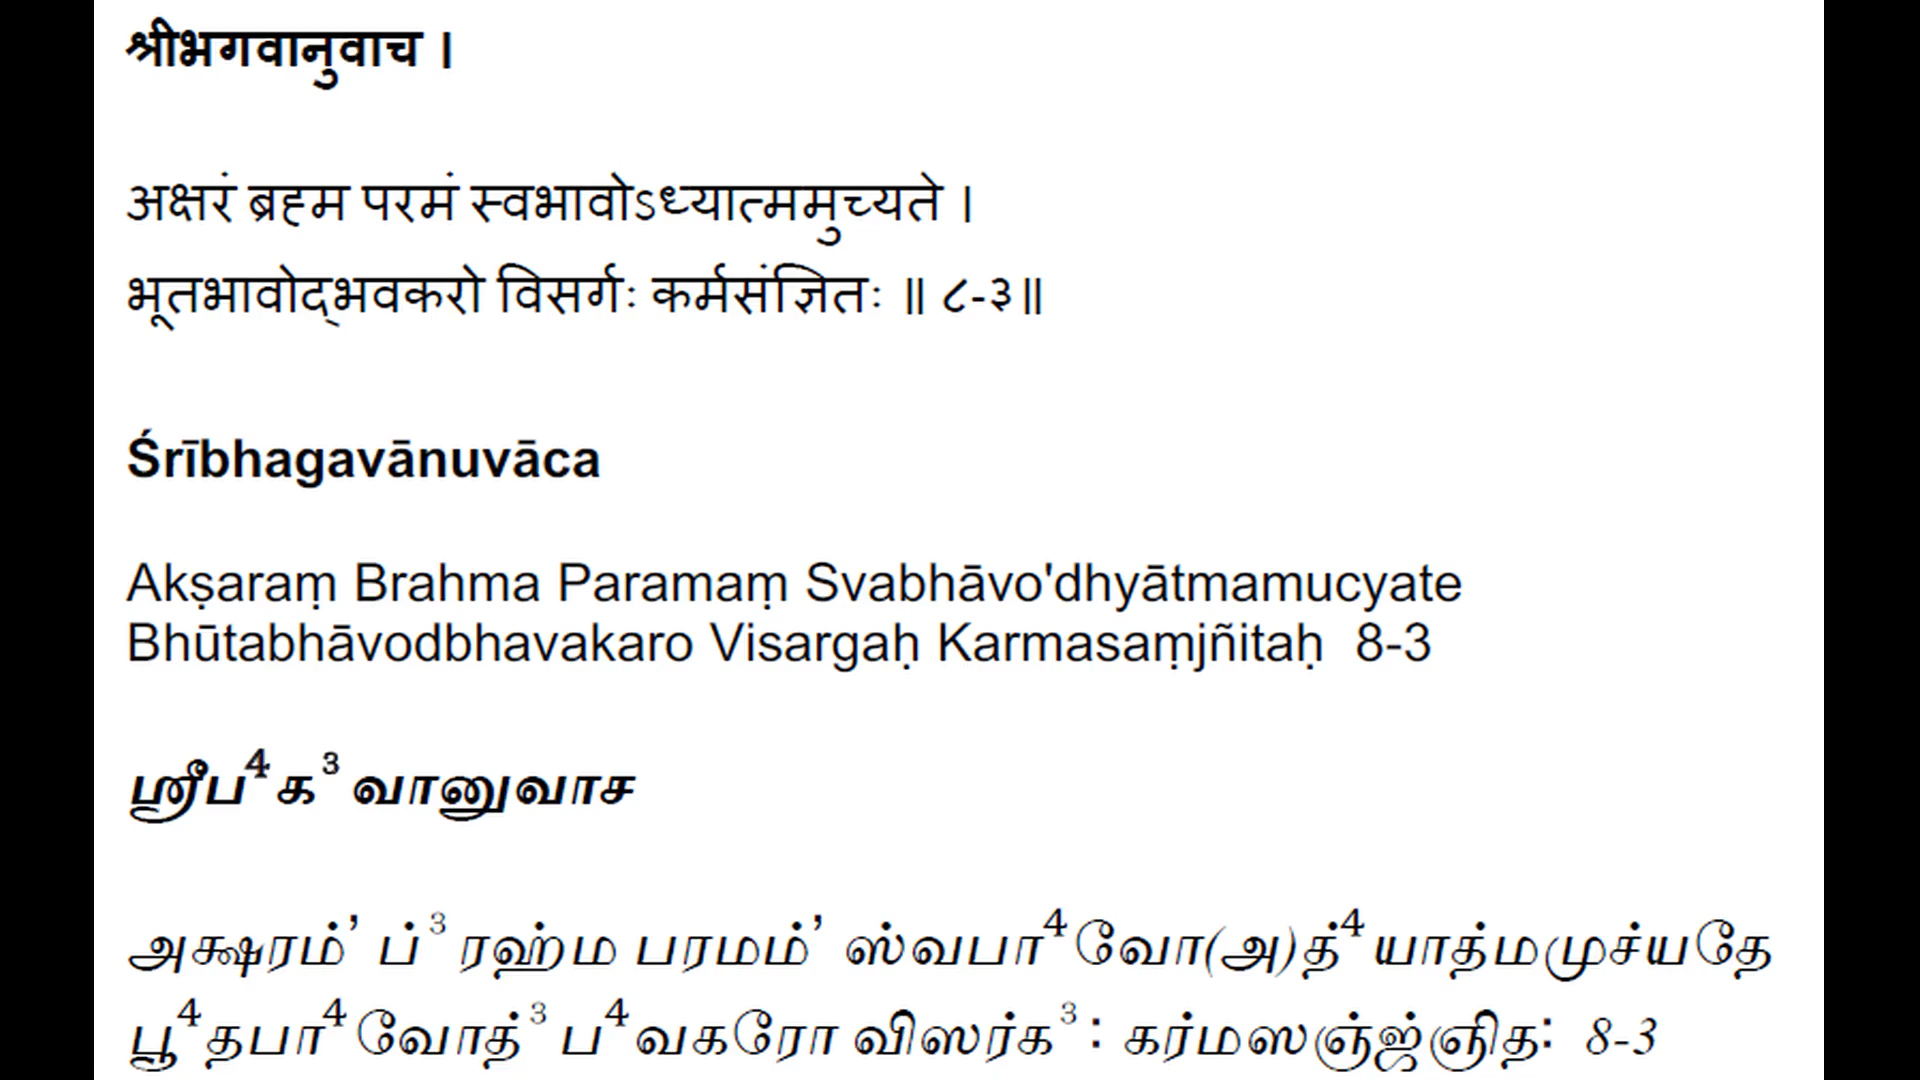 श्रीभगवानुवाच ।
अक्षरं ब्रह्म परमं स्वभावोऽध्यात्ममुच्यते ।
भूतभावोद्भवकरो विसर्गः कर्मसंज्ञितः ॥ ८-३॥
Śrībhagavānuvāca
Akṣaraṃ Brahma Paramaṃ Svabhāvo'dhyātmamucyate
Bhūtabhāvodbhavakaro Visargaḥ Karmasaṃjñitaḥ 8-3
ஶ்ரீப⁴க³வானுவாச
அக்ஷரம்ʼ ப்³ரஹ்ம பரமம்ʼ ஸ்வபா⁴வோ(அ)த்⁴யாத்மமுச்யதே
பூ⁴தபா⁴வோத்³ப⁴வகரோ விஸர்க³: கர்மஸஞ்ஜ்ஞித: 8-3